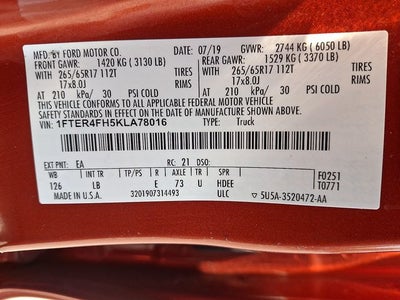 MFD. BY FORD MOTOR CO. 07/19 GVWR: 2744 KG ( 6050 LB)
FRONT GAWR: 1420 KG ( 3130 LB) REAR GAWR: 1529 KG ( 3370 LB)
WITH TIRES WITH TIRES
265/65R17 112T 265/65R17 112T
17x8.0J RIMS 17x8.0J RIMS
AT 210 kPa/ 30 PSI COLD AT 210 kPa/ 30 PSI COLD
THIS VEHICLE CONFORMS TO ALL APPLICABLE FEDERAL MOTOR VEHICLE
SAFETY STANDARDS IN EFFECT ON THE DATE OF MANUFACTURE SHOWN ABOVE.
VIN: 1FTER4FH5KLA78016 TYPE: Truck
EXT PNT: EA RC: 21 DSO: F0251
WB INT TR TP/PS R AXLE TR SPR T0771
126 LB E 73 U HDEE
MADE IN U.S.A. 3201907314493 ULC 5U5A-3520472-AA